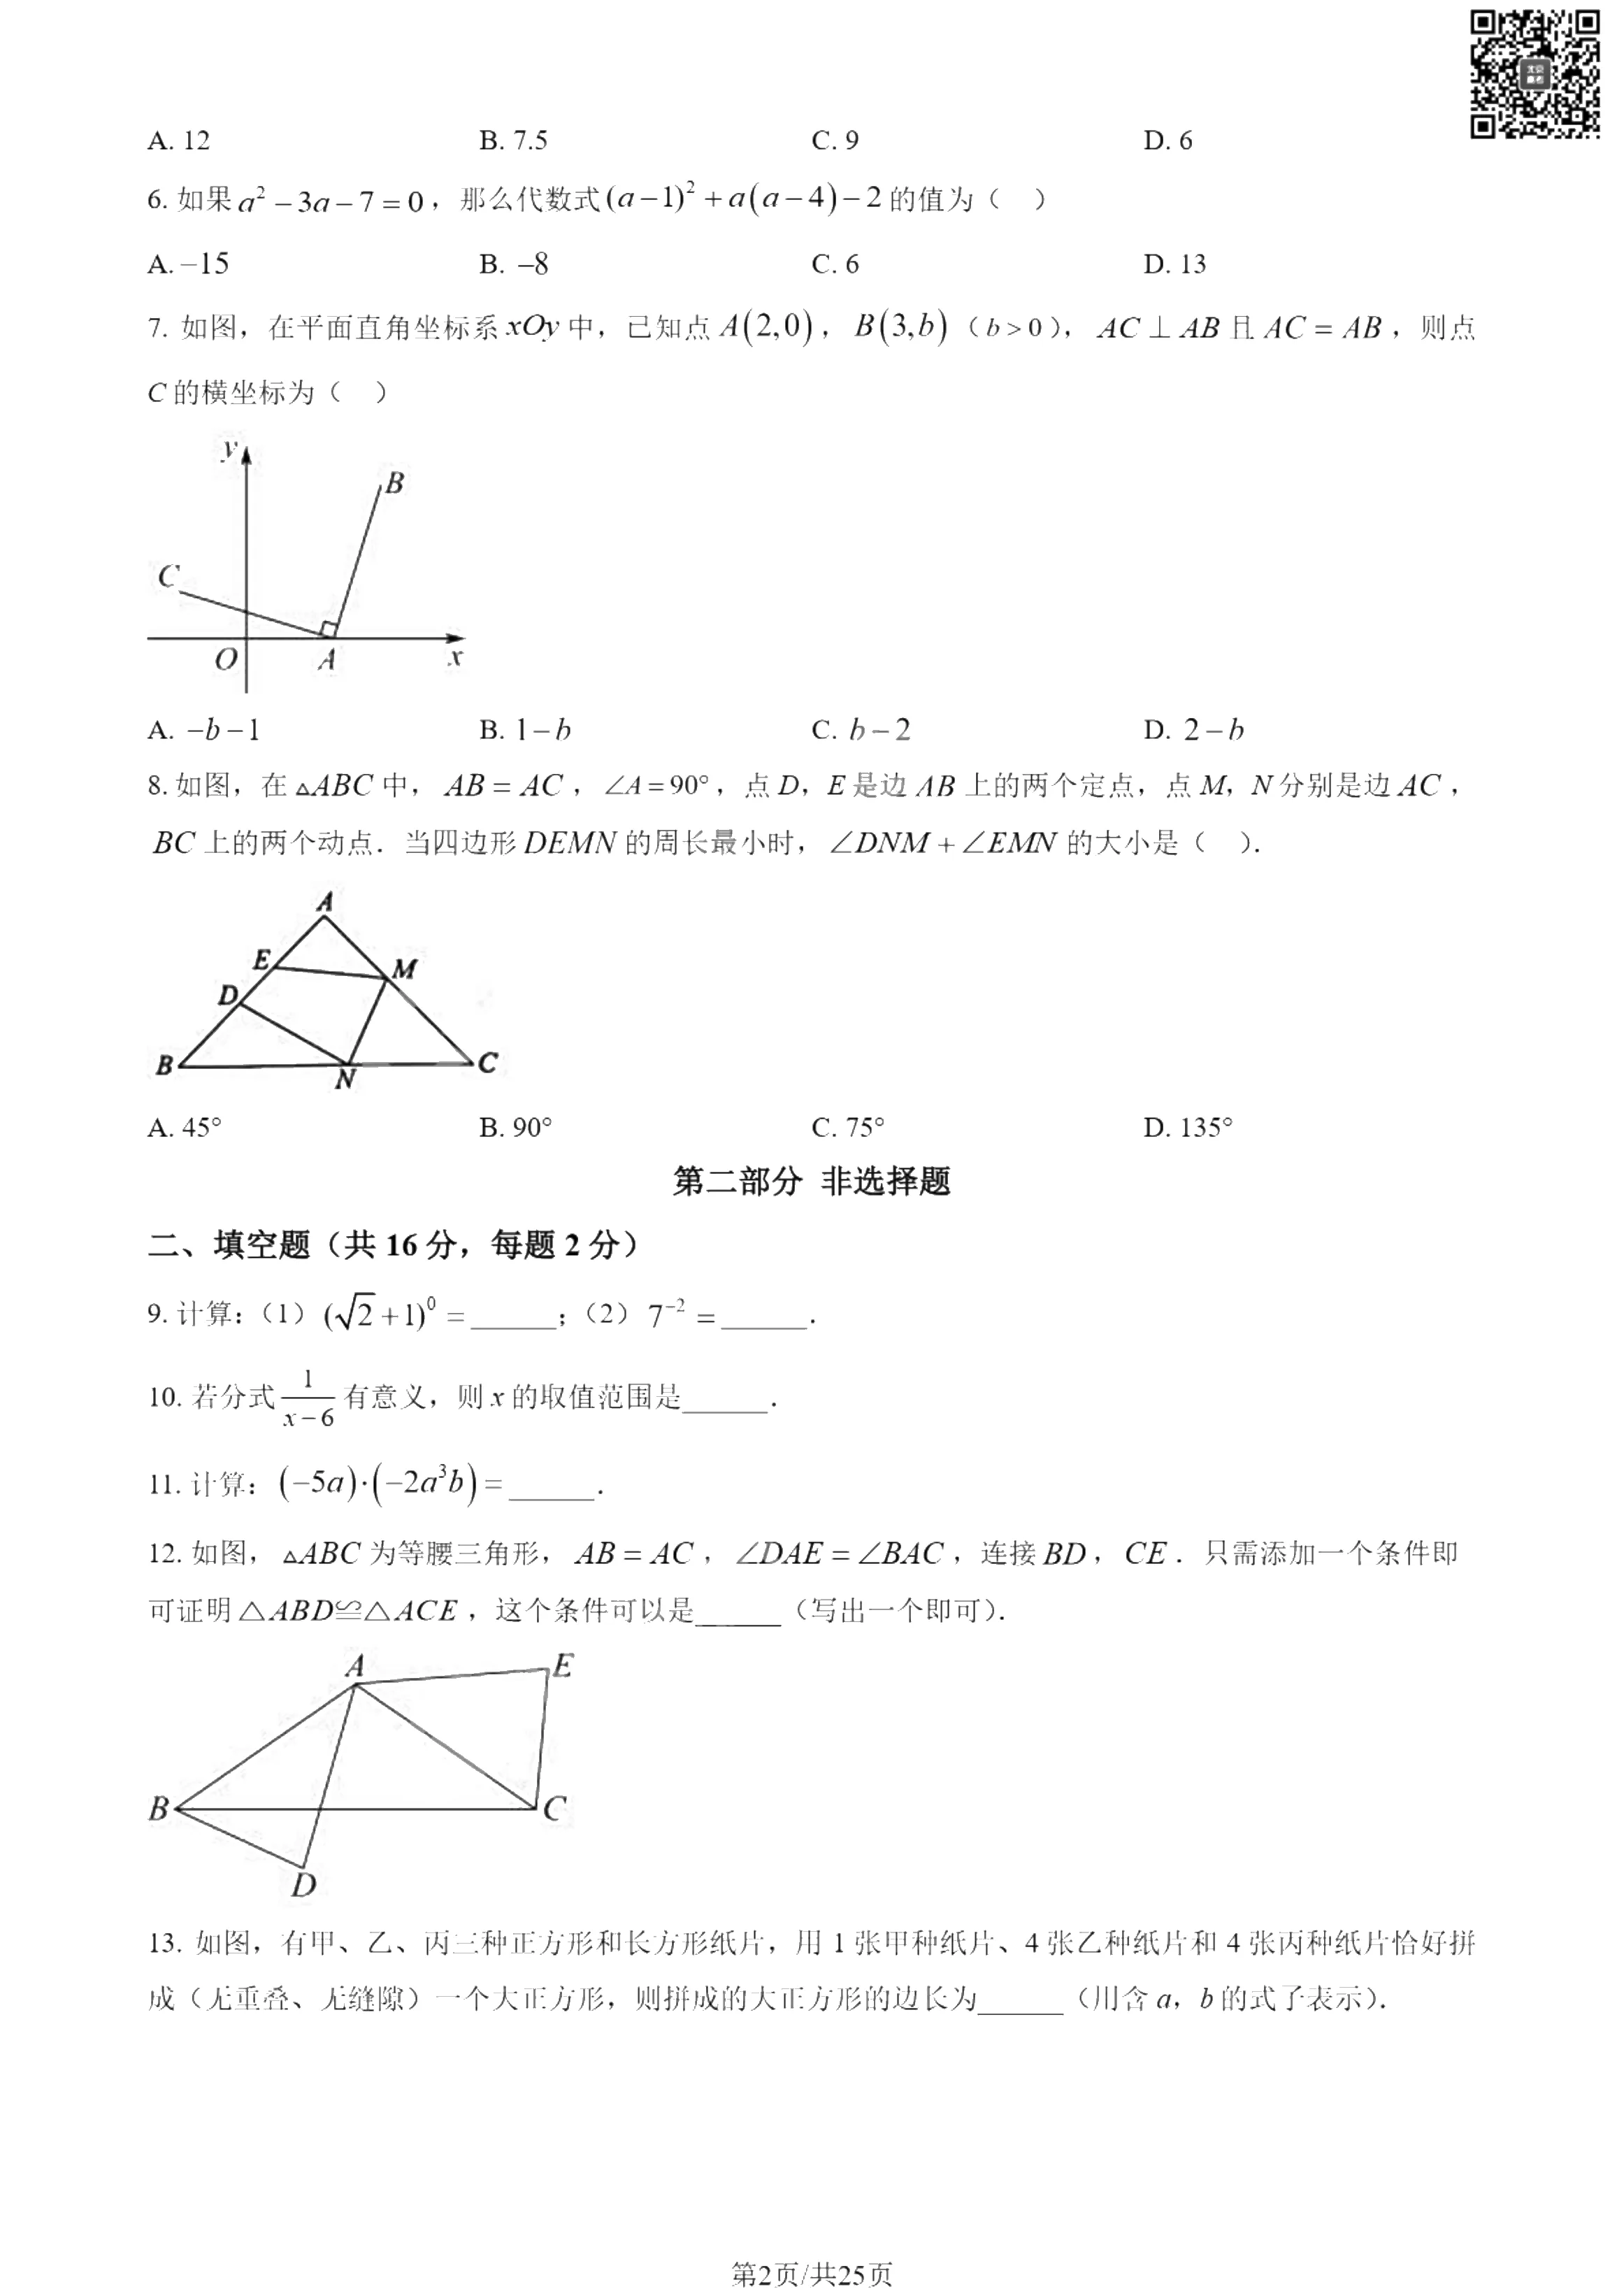 A. 12 B. 7.5 C. 9 D. 6
6. 如果 a² − 3a − 7 = 0，那么代数式 (a−1)² + a(a−4) − 2 的值为（ ）
A. −15 B. −8 C. 6 D. 13
7. 如图，在平面直角坐标系 xOy 中，已知点 A(2,0)，B(3,b)（b > 0），AC ⊥ AB 且 AC = AB，则点
C 的横坐标为（ ）
y
B
C
O A x
A. −b−1 B. 1−b C. b−2 D. 2−b
8. 如图，在 △ABC 中，AB = AC，∠A = 90°，点 D，E 是边 AB 上的两个定点，点 M，N 分别是边 AC，
BC 上的两个动点．当四边形 DEMN 的周长最小时，∠DNM + ∠EMN 的大小是（ ）．
A
E
M
D
B
C
N
A. 45° B. 90° C. 75° D. 135°
第二部分 非选择题
二、填空题（共 16 分，每题 2 分）
9. 计算：（1）(√2 + 1)⁰ = ______；（2）7⁻² = ______．
10. 若分式 1/(x−6) 有意义，则 x 的取值范围是______．
11. 计算：(−5a)·(−2a³b) = ______．
12. 如图，△ABC 为等腰三角形，AB = AC，∠DAE = ∠BAC，连接 BD，CE．只需添加一个条件即
可证明 △ABD≌△ACE，这个条件可以是______（写出一个即可）．
A
E
B
C
D
13. 如图，有甲、乙、丙三种正方形和长方形纸片，用 1 张甲种纸片、4 张乙种纸片和 4 张丙种纸片恰好拼
成（无重叠、无缝隙）一个大正方形，则拼成的大正方形的边长为______（用含 a，b 的式子表示）．
第2页/共25页